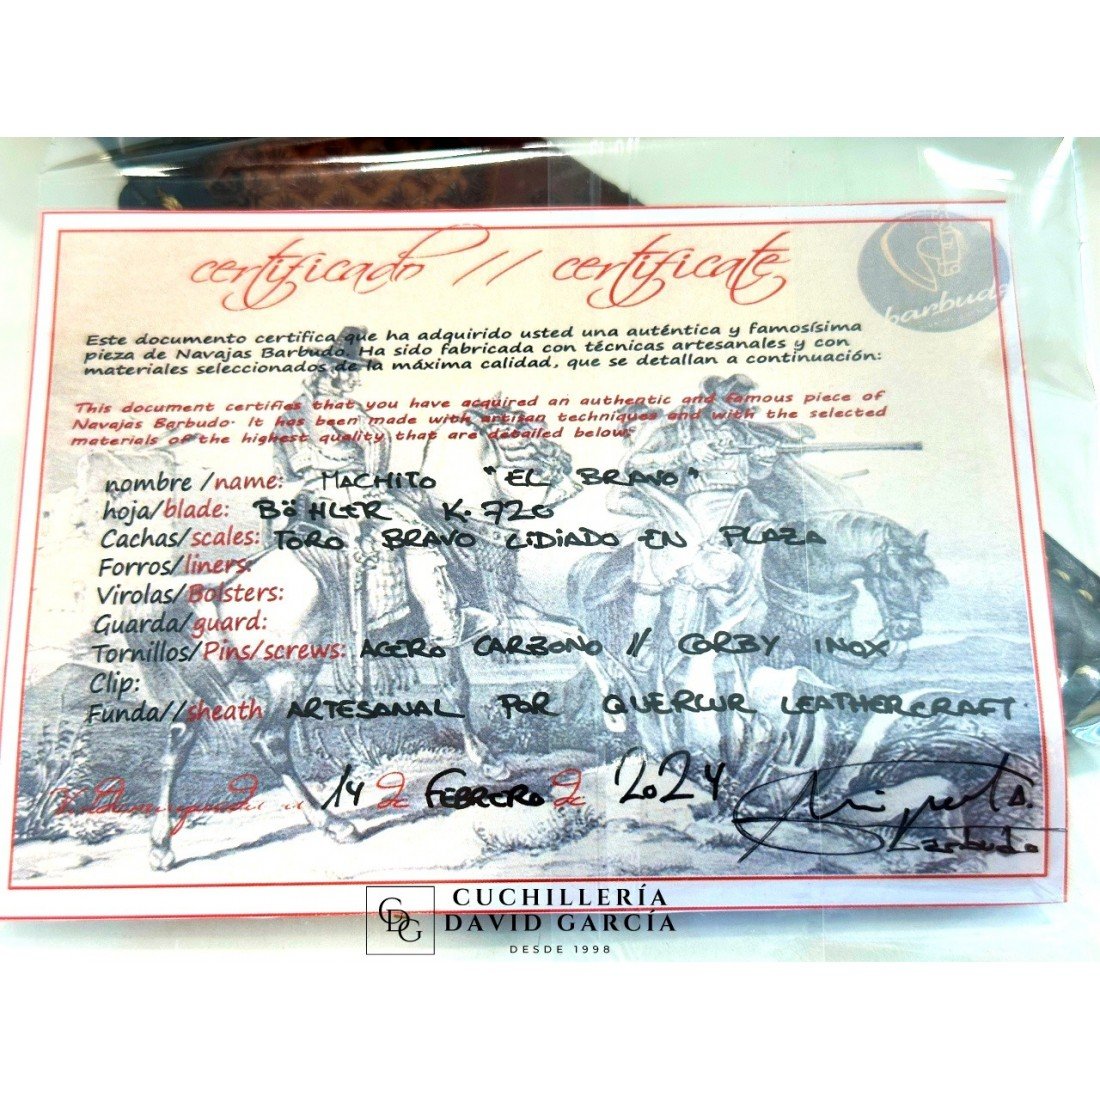 certificado // certificate
barbudo
Este documento certifica que ha adquirido usted una auténtica y famosísima
pieza de Navajas Barbudo. Ha sido fabricada con técnicas artesanales y con
materiales seleccionados de la máxima calidad, que se detallan a continuación:
This document certifies that you have acquired an authentic and famous piece of
Navajas Barbudo. It has been made with artisan techniques and with the selected
materials of the highest quality that are detailed below:
nombre /name: MACHITO "EL BRAVO"
hoja/blade: BÖHLER K.720
Cachas/scales: TORO BRAVO LIDIADO EN PLAZA
Forros/liners:
Virolas/Bolsters:
Guarda/guard:
Tornillos/Pins/screws: ACERO CARBONO // CORBY INOX
Clip:
Funda//sheath ARTESANAL POR QUERCUR LEATHERCRAFT.
14 de FEBRERO de 2024
Barbudo
CDG
CUCHILLERÍA
DAVID GARCÍA
DESDE 1998